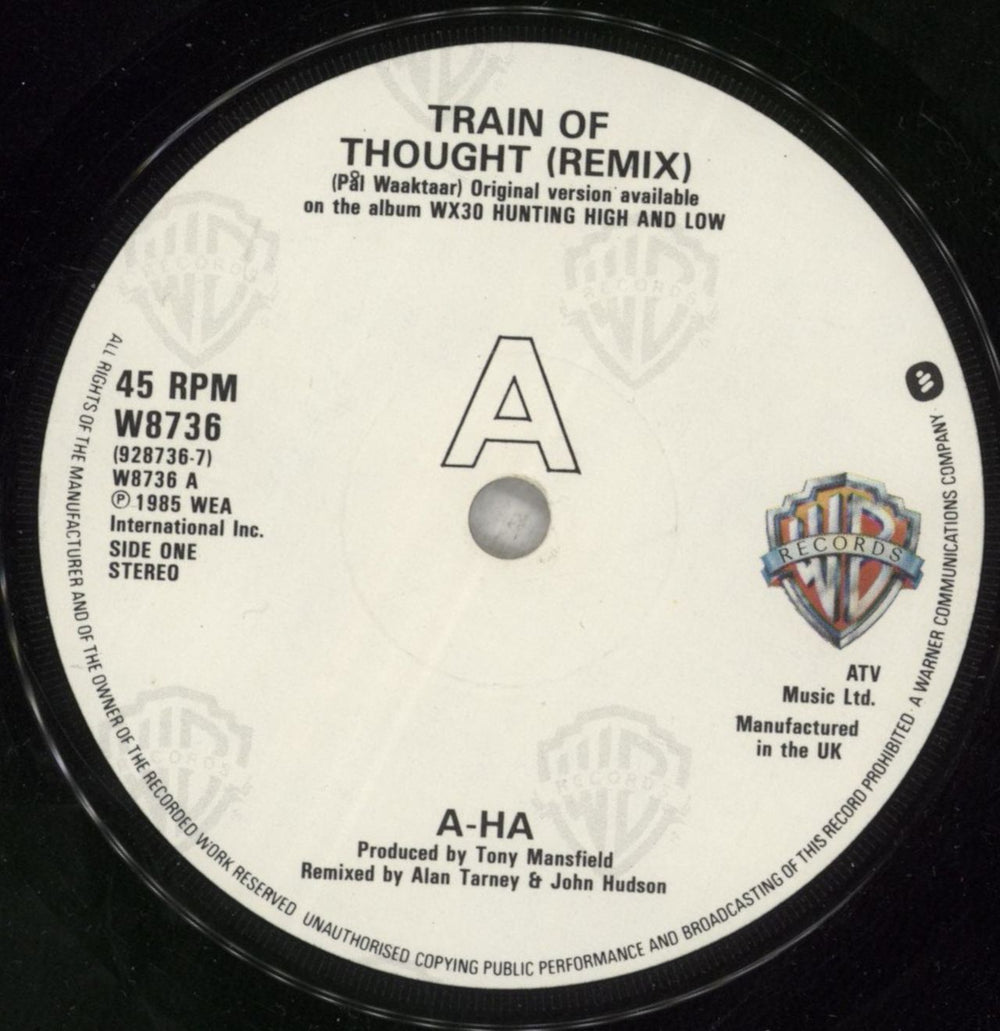 TRAIN OF
THOUGHT (REMIX)
(Pål Waaktaar) Original version available
on the album WX30 HUNTING HIGH AND LOW
A
45 RPM
W8736
(928736-7)
W8736 A
Ⓟ 1985 WEA
International Inc.
SIDE ONE
STEREO
RECORDS
ATV
Music Ltd.
Manufactured
in the UK
A-HA
Produced by Tony Mansfield
Remixed by Alan Tarney & John Hudson
ALL RIGHTS OF THE MANUFACTURER AND OF THE OWNER OF THE RECORDED WORK RESERVED UNAUTHORISED COPYING PUBLIC PERFORMANCE AND BROADCASTING OF THIS RECORD PROHIBITED · A WARNER COMMUNICATIONS COMPANY ·
RECORDS
RECORDS
RECORDS
RECORDS